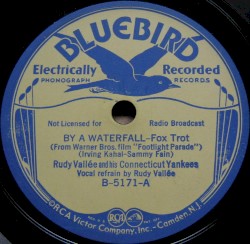 BLUEBIRD
Electrically Recorded
PHONOGRAPH RECORDS
Not Licensed for Radio Broadcast
BY A WATERFALL-Fox Trot
(From Warner Bros. film "Footlight Parade")
(Irving Kahal-Sammy Fain)
Rudy Vallée and his Connecticut Yankees
Vocal refrain by Rudy Vallée
B-5171-A
RCA Victor Company, Inc.-Camden, N.J.